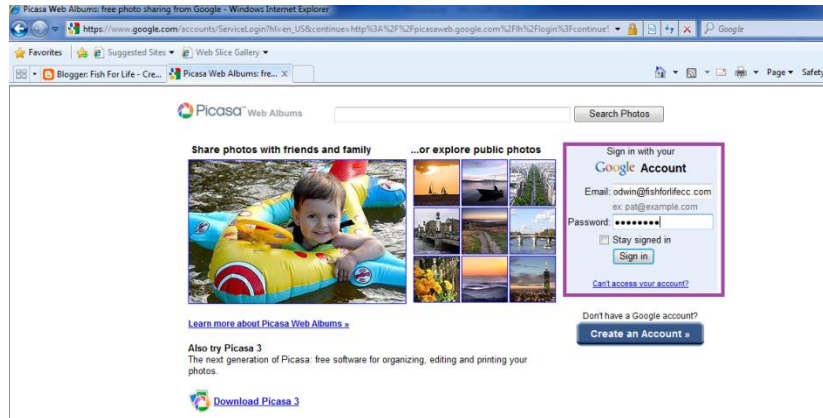 Picasa Web Albums: free photo sharing from Google - Windows Internet Explorer
https://www.google.com/accounts/ServiceLogin?hl=en_US&continue=http%3A%2F%2Fpicasaweb.google.com%2Flh%2Flogin%3Fcontinue%
Google
Favorites Suggested Sites Web Slice Gallery
Blogger: Fish For Life - Cre... Picasa Web Albums: fre... X Page Safety
Picasa™ Web Albums Search Photos
Share photos with friends and family ...or explore public photos
Sign in with your
Google Account
Email: odwin@fishforlifecc.com
ex: pat@example.com
Password: ••••••••
Stay signed in
Sign in
Can't access your account?
Learn more about Picasa Web Albums »
Don't have a Google account?
Create an Account »
Also try Picasa 3
The next generation of Picasa: free software for organizing, editing and printing your
photos.
Download Picasa 3